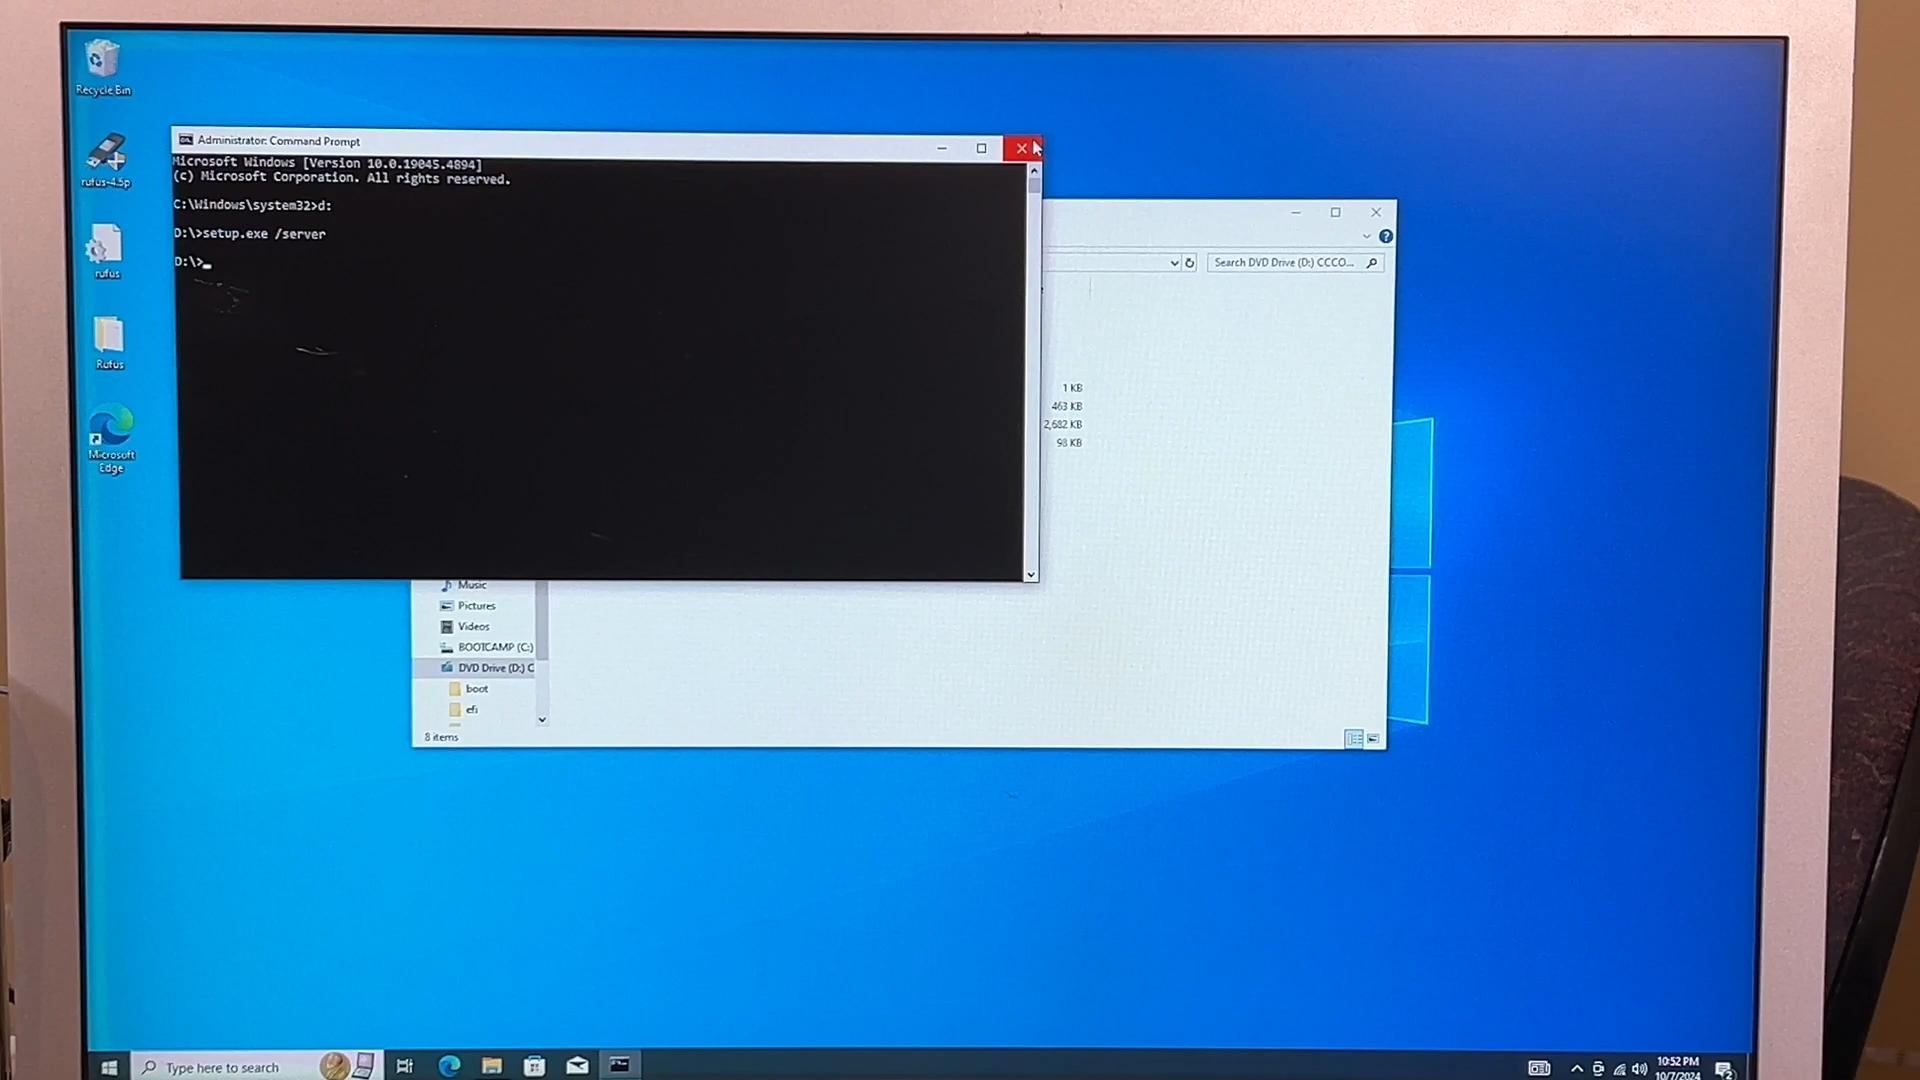 Recycle Bin
rufus-4.5p
rufus
Rufus
Microsoft
Edge
Administrator: Command Prompt
Microsoft Windows [Version 10.0.19045.4894]
(c) Microsoft Corporation. All rights reserved.
C:\Windows\system32>d:
D:\>setup.exe /server
D:\>
Search DVD Drive (D:) CCCO...
1 KB
463 KB
2,682 KB
98 KB
Music
Pictures
Videos
BOOTCAMP (C:)
DVD Drive (D:) C
boot
efi
8 items
Type here to search
10:52 PM
10/7/2024
2